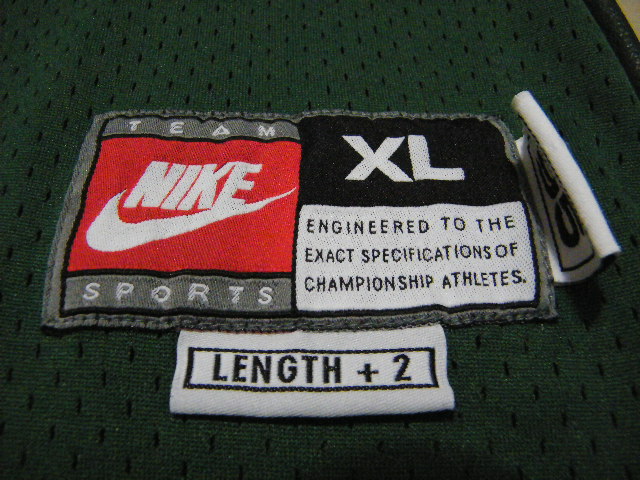 TEAM
NIKE
SPORTS
XL
ENGINEERED TO THE
EXACT SPECIFICATIONS OF
CHAMPIONSHIP ATHLETES.
LENGTH + 2